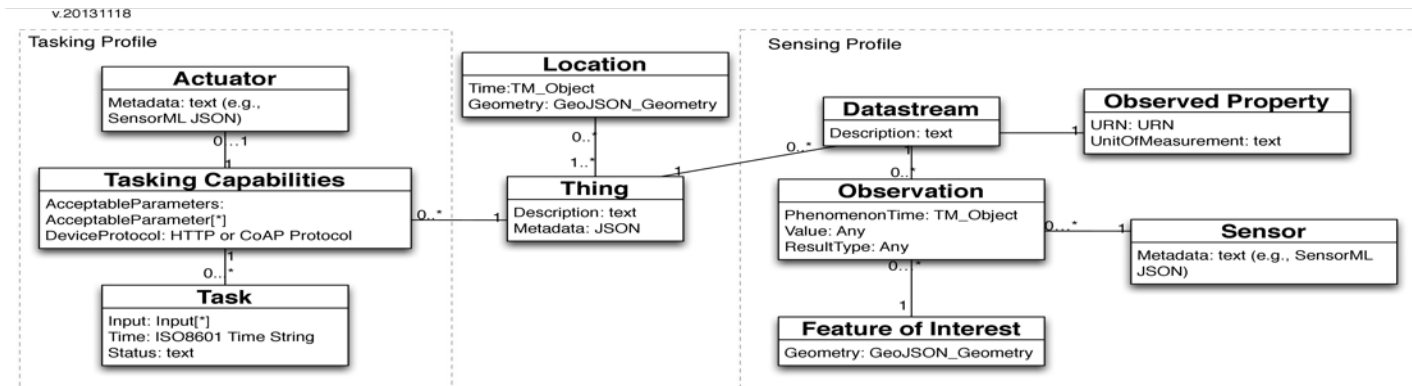 v.20131118
Tasking Profile
Actuator
Metadata: text (e.g.,
SensorML JSON)
0...1
1
Tasking Capabilities
AcceptableParameters:
AcceptableParameter[*]
DeviceProtocol: HTTP or CoAP Protocol
1
0...*
Task
Input: Input[*]
Time: ISO8601 Time String
Status: text
0...*
1
Location
Time:TM_Object
Geometry: GeoJSON_Geometry
0..*
1..*
Thing
Description: text
Metadata: JSON
1
0..*
Sensing Profile
Datastream
Description: text
1
Observed Property
URN: URN
UnitOfMeasurement: text
1
0..*
Observation
PhenomenonTime: TM_Object
Value: Any
ResultType: Any
0...*
1
Sensor
Metadata: text (e.g., SensorML
JSON)
0...*
1
Feature of Interest
Geometry: GeoJSON_Geometry